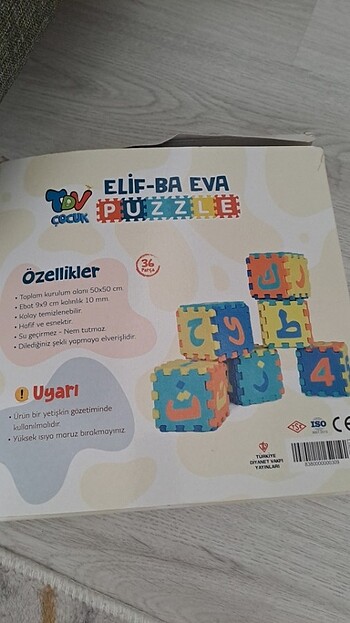 TDV
ÇOCUK
ELİF-BA EVA
PUZZLE
36
Parça
Özellikler
• Toplam kurulum alanı 50x50 cm.
• Ebat 9x9 cm kalınlık 10 mm.
• Kolay temizlenebilir.
• Hafif ve esnektir.
• Su geçirmez - Nem tutmaz.
• Dilediğiniz şekli yapmaya elverişlidir.
! Uyarı
• Ürün bir yetişkin gözetiminde
kullanılmalıdır.
• Yüksek ısıya maruz bırakmayınız.
4
TSE
ISO
CE
TÜRKİYE
DİYANET VAKFI
YAYINLARI